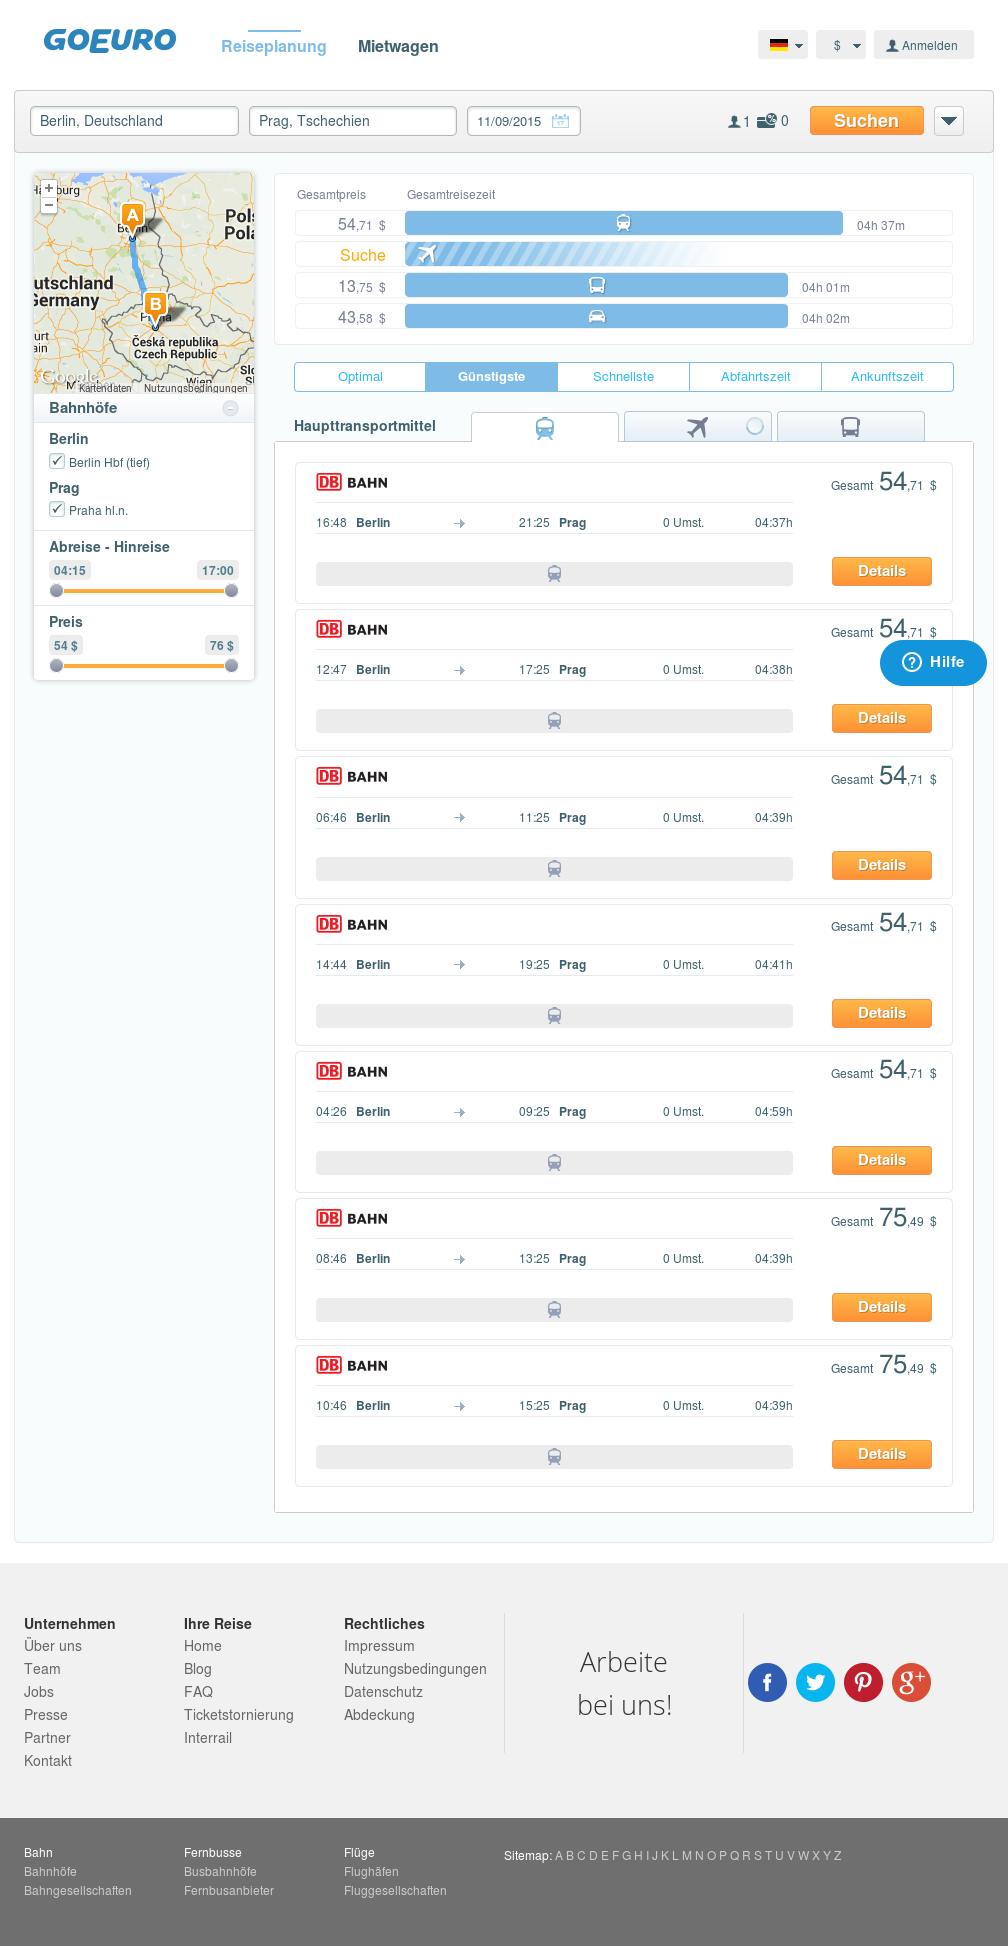 GOEURO
Reiseplanung
Mietwagen
$
Anmelden
Berlin, Deutschland
Prag, Tschechien
11/09/2015
1
0
Suchen
A
B
Česká republika
Czech Republic
Google
Kartendaten
Nutzungsbedingungen
Bahnhöfe
Berlin
Berlin Hbf (tief)
Prag
Praha hl.n.
Abreise - Hinreise
04:15 17:00
Preis
54 $ 76 $
Gesamtpreis Gesamtreisezeit
54,71 $ 04h 37m
Suche
13,75 $ 04h 01m
43,58 $ 04h 02m
Optimal Günstigste Schnellste Abfahrtszeit Ankunftszeit
Haupttransportmittel
DB BAHN Gesamt 54,71 $
16:48 Berlin 21:25 Prag 0 Umst. 04:37h
Details
DB BAHN Gesamt 54,71 $
12:47 Berlin 17:25 Prag 0 Umst. 04:38h
Hilfe
Details
DB BAHN Gesamt 54,71 $
06:46 Berlin 11:25 Prag 0 Umst. 04:39h
Details
DB BAHN Gesamt 54,71 $
14:44 Berlin 19:25 Prag 0 Umst. 04:41h
Details
DB BAHN Gesamt 54,71 $
04:26 Berlin 09:25 Prag 0 Umst. 04:59h
Details
DB BAHN Gesamt 75,49 $
08:46 Berlin 13:25 Prag 0 Umst. 04:39h
Details
DB BAHN Gesamt 75,49 $
10:46 Berlin 15:25 Prag 0 Umst. 04:39h
Details
Unternehmen
Über uns
Team
Jobs
Presse
Partner
Kontakt
Ihre Reise
Home
Blog
FAQ
Ticketstornierung
Interrail
Rechtliches
Impressum
Nutzungsbedingungen
Datenschutz
Abdeckung
Arbeite
bei uns!
Bahn
Bahnhöfe
Bahngesellschaften
Fernbusse
Busbahnhöfe
Fernbusanbieter
Flüge
Flughäfen
Fluggesellschaften
Sitemap: A B C D E F G H I J K L M N O P Q R S T U V W X Y Z